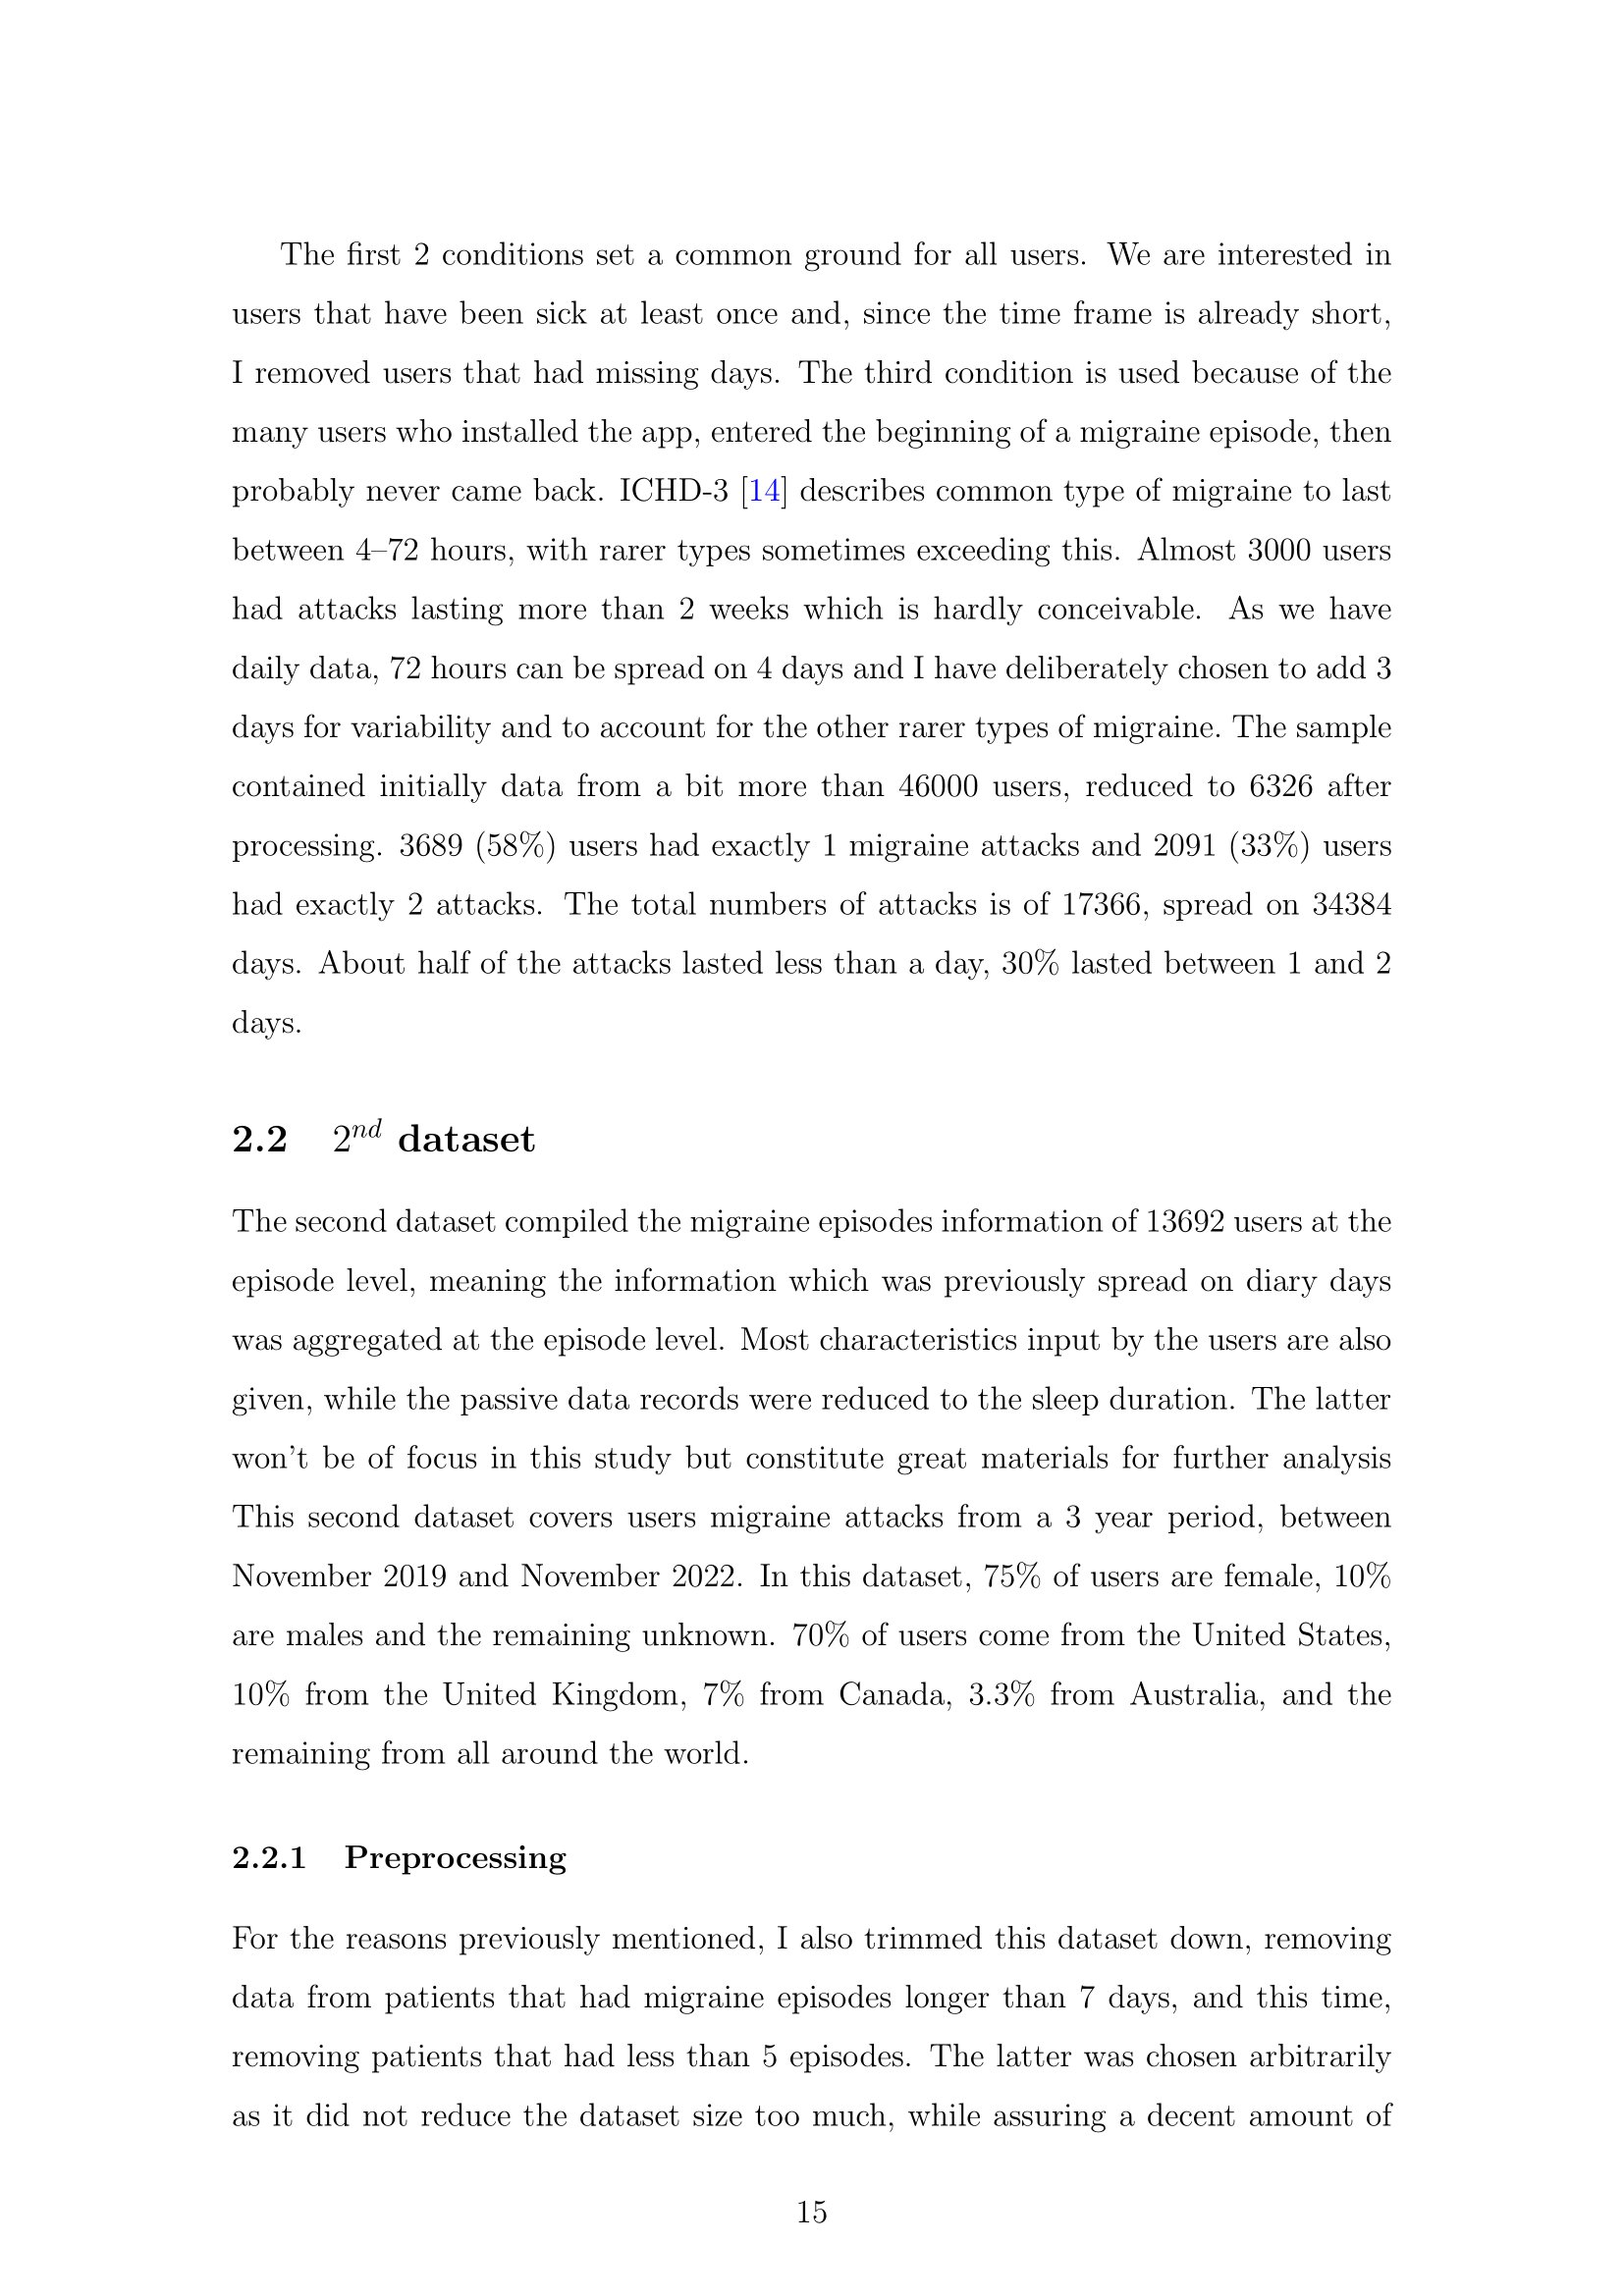 The first 2 conditions set a common ground for all users. We are interested in
users that have been sick at least once and, since the time frame is already short,
I removed users that had missing days. The third condition is used because of the
many users who installed the app, entered the beginning of a migraine episode, then
probably never came back. ICHD-3 [14] describes common type of migraine to last
between 4–72 hours, with rarer types sometimes exceeding this. Almost 3000 users
had attacks lasting more than 2 weeks which is hardly conceivable. As we have
daily data, 72 hours can be spread on 4 days and I have deliberately chosen to add 3
days for variability and to account for the other rarer types of migraine. The sample
contained initially data from a bit more than 46000 users, reduced to 6326 after
processing. 3689 (58%) users had exactly 1 migraine attacks and 2091 (33%) users
had exactly 2 attacks. The total numbers of attacks is of 17366, spread on 34384
days. About half of the attacks lasted less than a day, 30% lasted between 1 and 2
days.
2.2 2nd dataset
The second dataset compiled the migraine episodes information of 13692 users at the
episode level, meaning the information which was previously spread on diary days
was aggregated at the episode level. Most characteristics input by the users are also
given, while the passive data records were reduced to the sleep duration. The latter
won't be of focus in this study but constitute great materials for further analysis
This second dataset covers users migraine attacks from a 3 year period, between
November 2019 and November 2022. In this dataset, 75% of users are female, 10%
are males and the remaining unknown. 70% of users come from the United States,
10% from the United Kingdom, 7% from Canada, 3.3% from Australia, and the
remaining from all around the world.
2.2.1 Preprocessing
For the reasons previously mentioned, I also trimmed this dataset down, removing
data from patients that had migraine episodes longer than 7 days, and this time,
removing patients that had less than 5 episodes. The latter was chosen arbitrarily
as it did not reduce the dataset size too much, while assuring a decent amount of
15